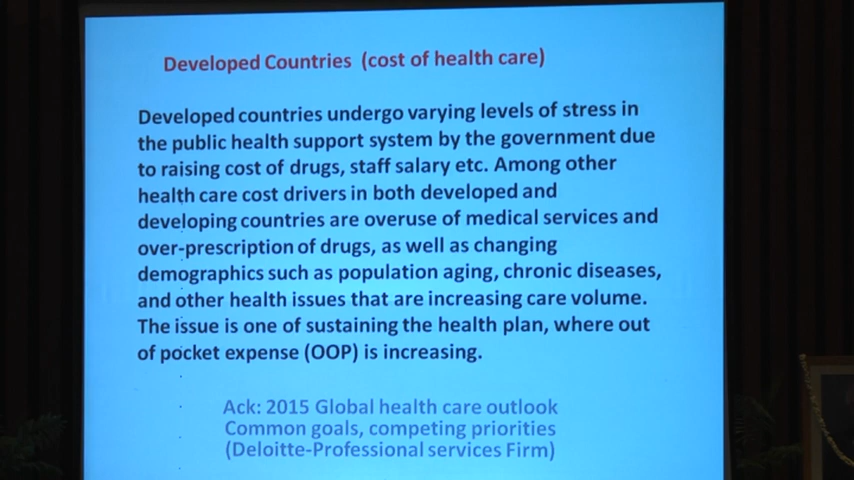 Developed Countries (cost of health care)
Developed countries undergo varying levels of stress in
the public health support system by the government due
to raising cost of drugs, staff salary etc. Among other
health care cost drivers in both developed and
developing countries are overuse of medical services and
over-prescription of drugs, as well as changing
demographics such as population aging, chronic diseases,
and other health issues that are increasing care volume.
The issue is one of sustaining the health plan, where out
of pocket expense (OOP) is increasing.
Ack: 2015 Global health care outlook
Common goals, competing priorities
(Deloitte-Professional services Firm)